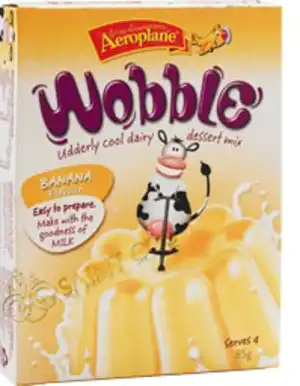 Aeroplane
Wobble
Udderly cool dairy dessert mix
BANANA
Flavour
Easy to prepare.
Make with the
goodness of
MILK
Serves 4
85g